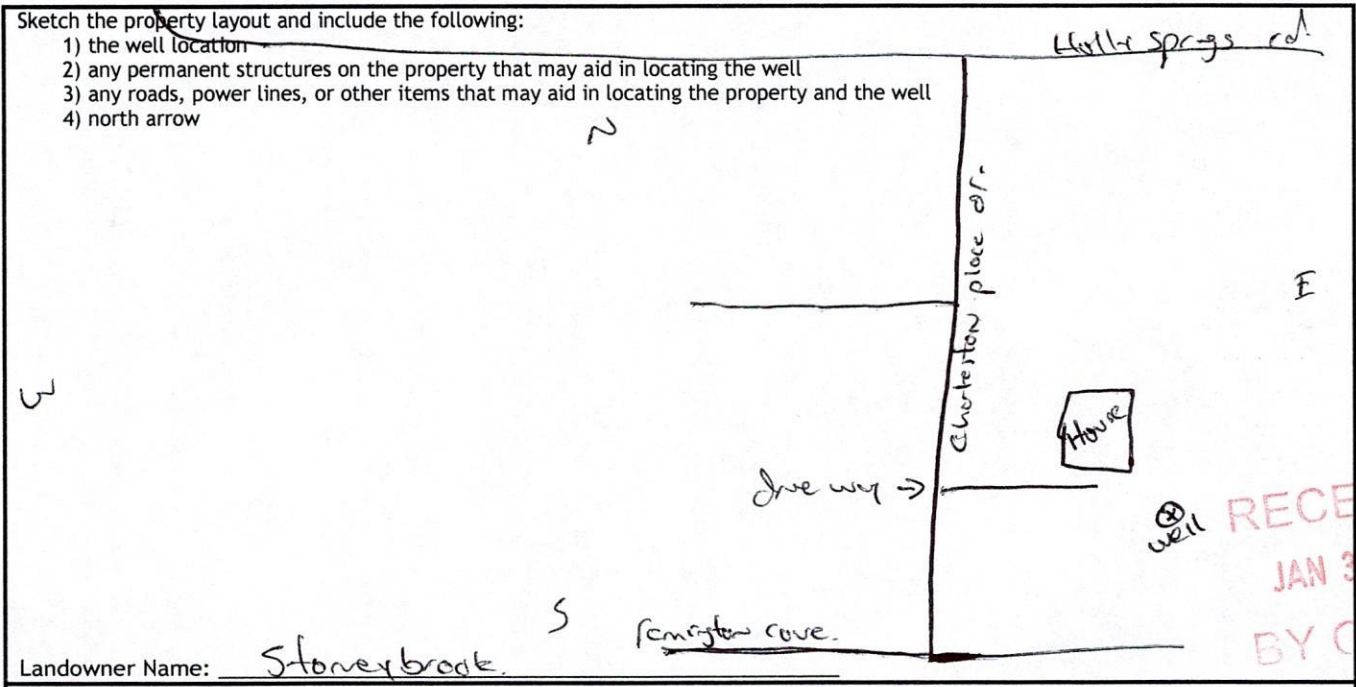 Sketch the property layout and include the following:
1) the well location
2) any permanent structures on the property that may aid in locating the well
3) any roads, power lines, or other items that may aid in locating the property and the well
4) north arrow
Holly Springs rd.
N
Charleston place dr.
E
W
House
drive way →
well
RECE
JAN 3
BY
S
remington cove.
Landowner Name: Stoneybrook.